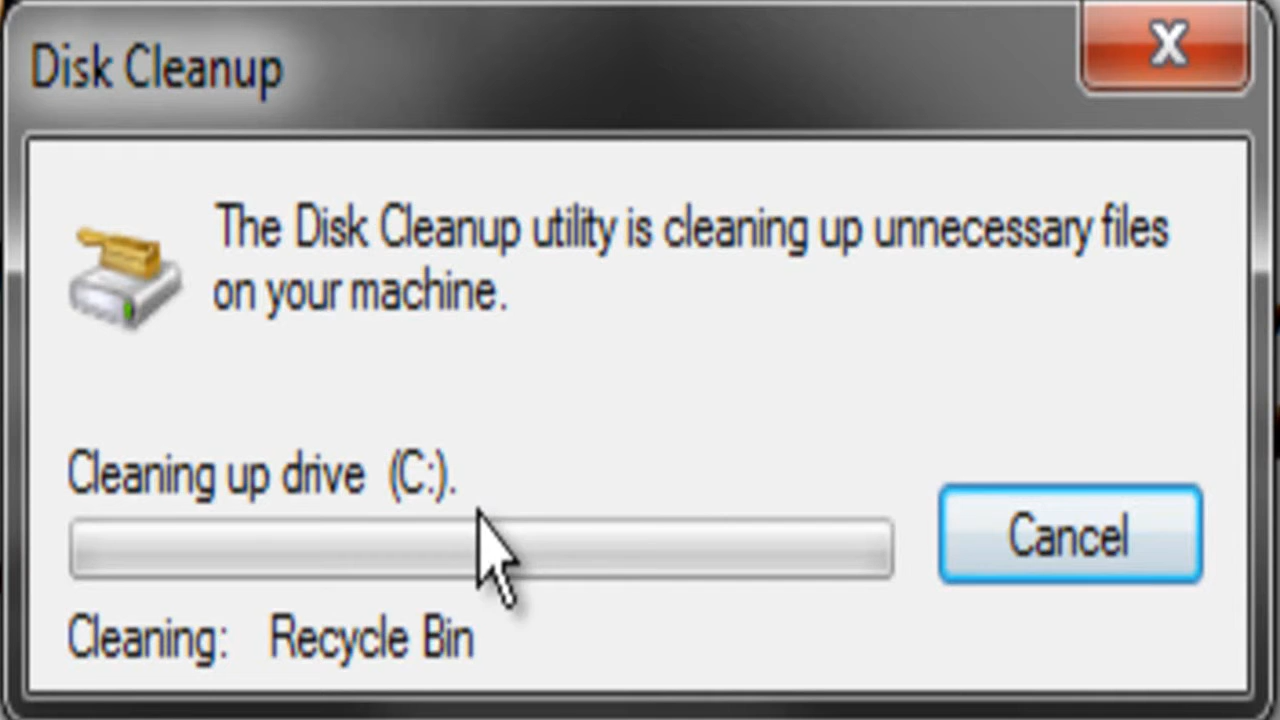 Disk Cleanup
X
The Disk Cleanup utility is cleaning up unnecessary files
on your machine.
Cleaning up drive (C:).
Cancel
Cleaning: Recycle Bin